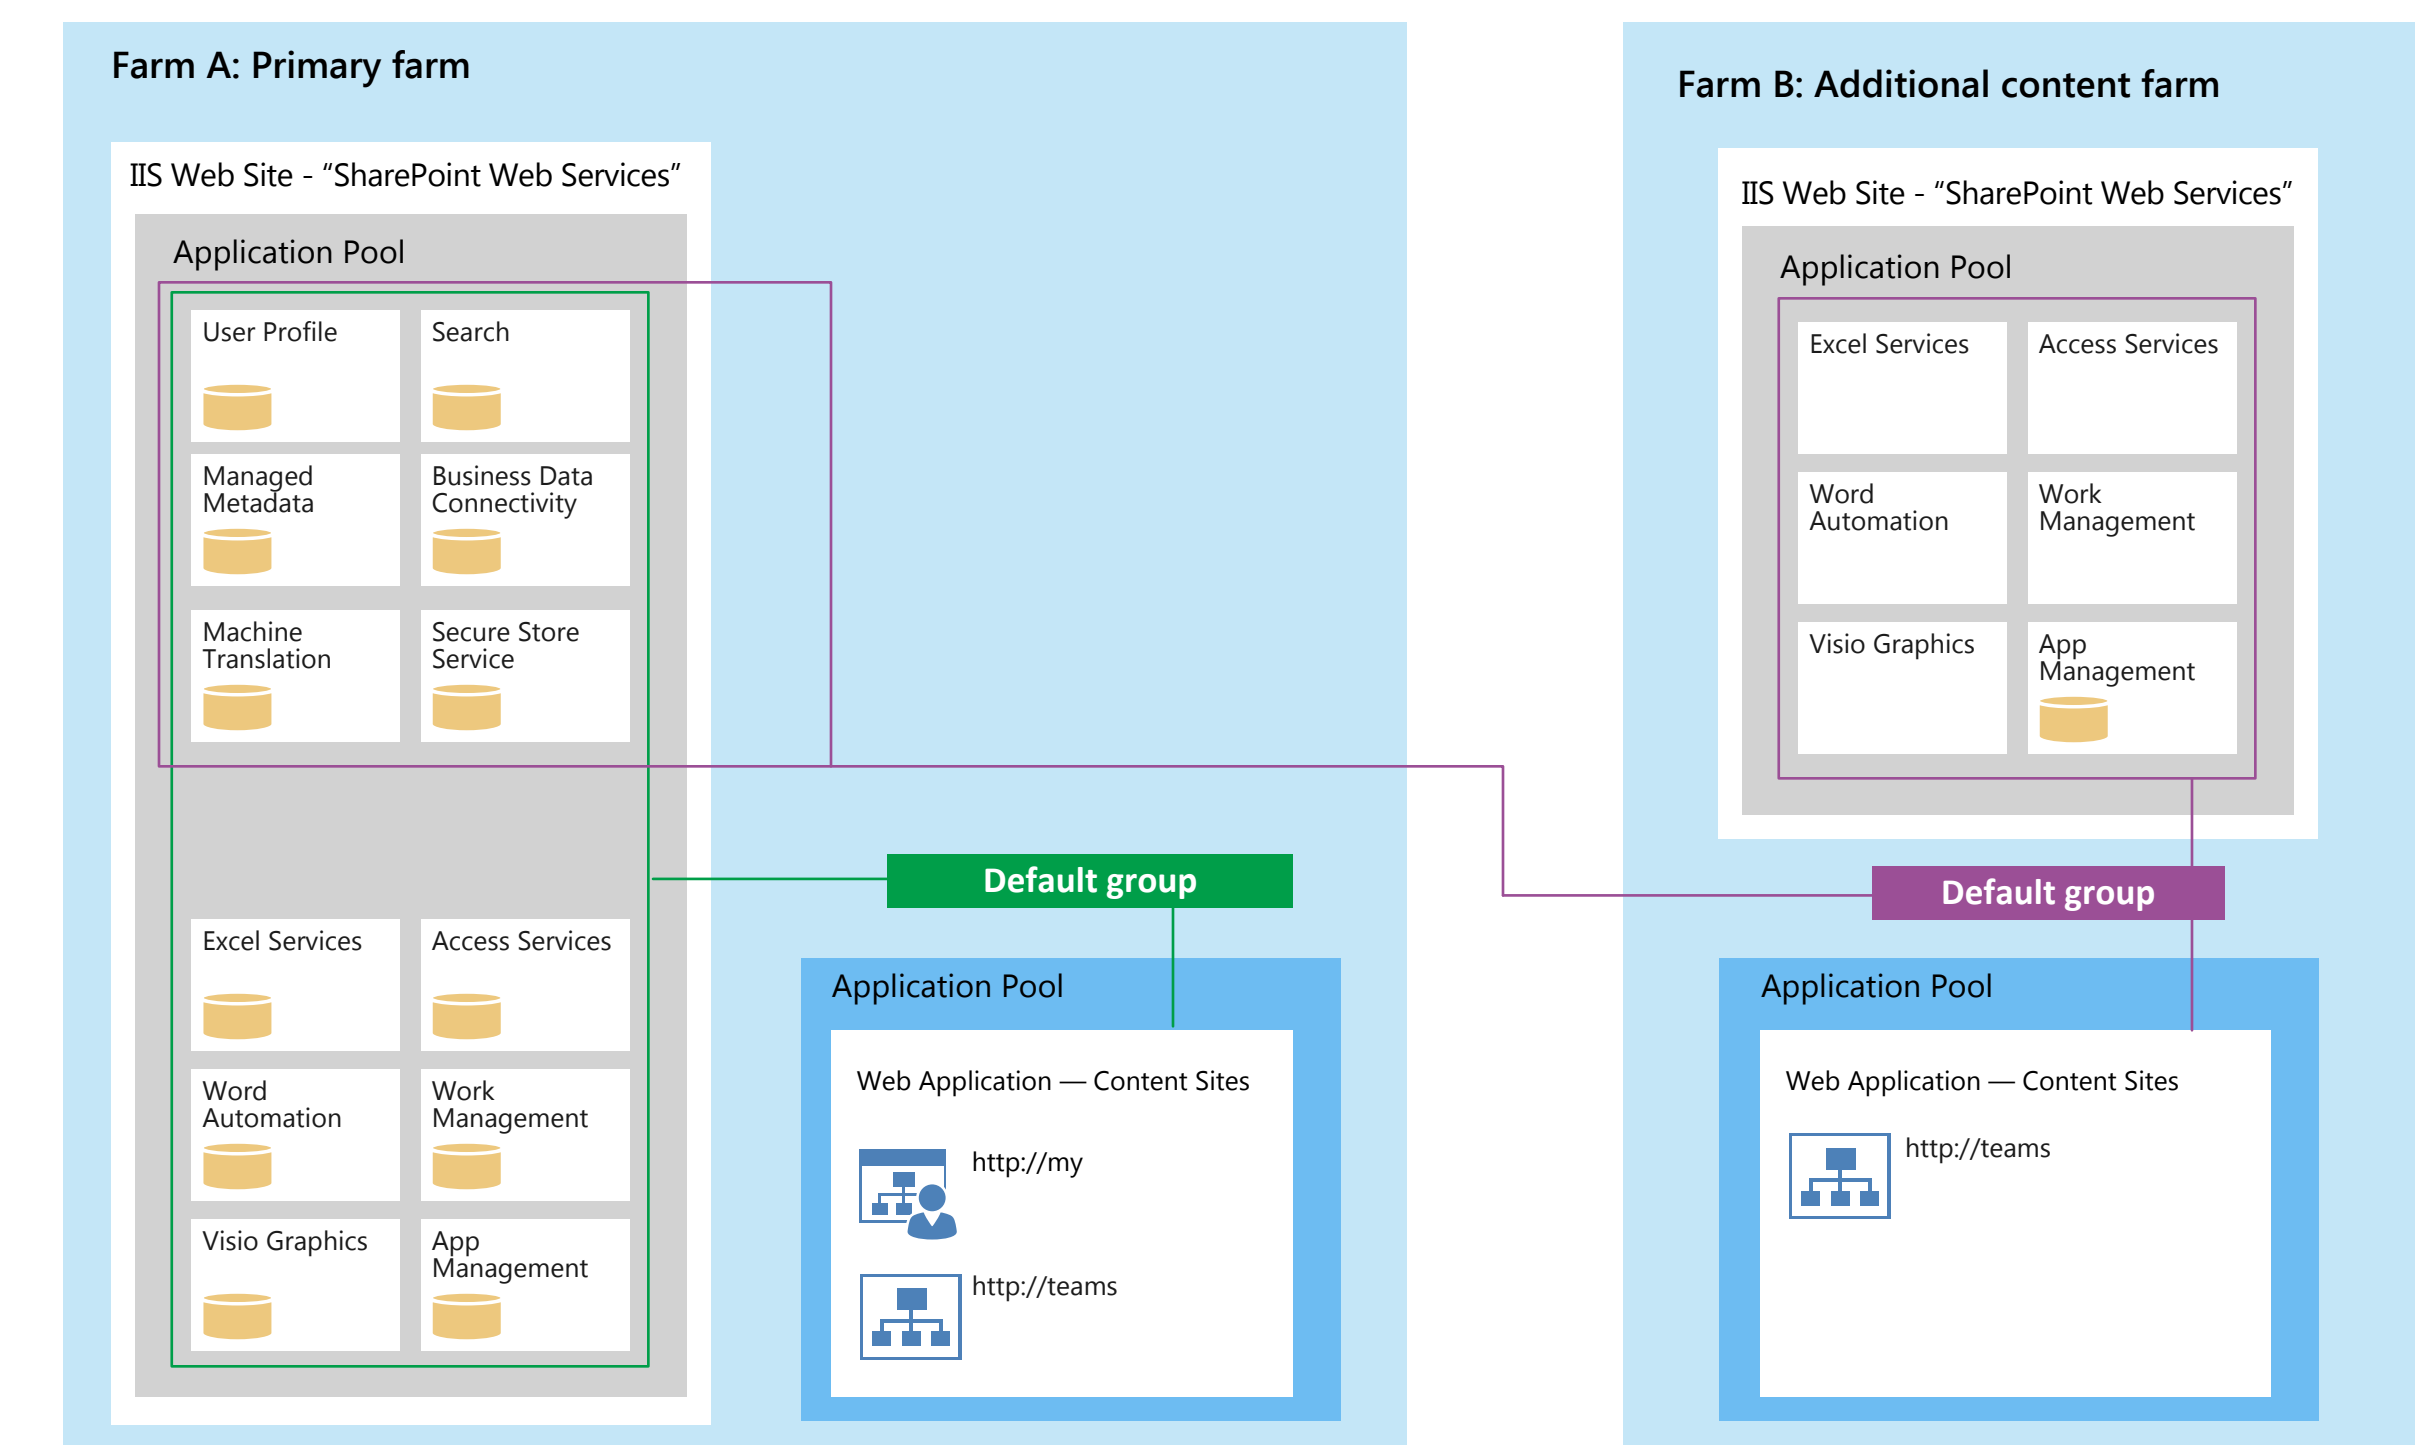 Farm A: Primary farm
IIS Web Site - “SharePoint Web Services”
Application Pool
User Profile
Search
Managed
Metadata
Business Data
Connectivity
Machine
Translation
Secure Store
Service
Excel Services
Access Services
Word
Automation
Work
Management
Visio Graphics
App
Management
Default group
Application Pool
Web Application — Content Sites
http://my
http://teams
Farm B: Additional content farm
IIS Web Site - “SharePoint Web Services”
Application Pool
Excel Services
Access Services
Word
Automation
Work
Management
Visio Graphics
App
Management
Default group
Application Pool
Web Application — Content Sites
http://teams